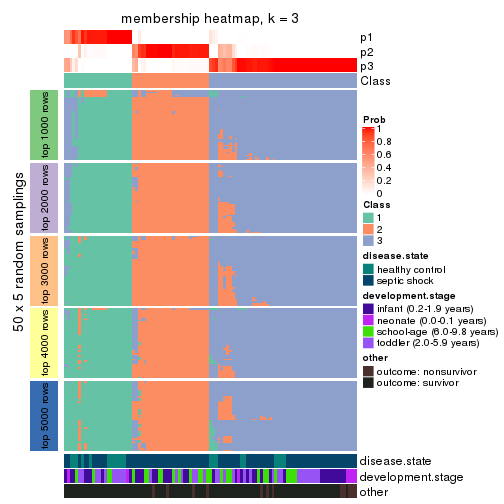 membership heatmap, k = 3
p1
p2
p3
Class
50 x 5 random samplings
top 1000 rows
top 2000 rows
top 3000 rows
top 4000 rows
top 5000 rows
Prob
1
0.8
0.6
0.4
0.2
0
Class
1
2
3
disease.state
healthy control
septic shock
development.stage
infant (0.2-1.9 years)
neonate (0.0-0.1 years)
school-age (6.0-9.8 years)
toddler (2.0-5.9 years)
other
outcome: nonsurvivor
outcome: survivor
disease.state
development.stage
other